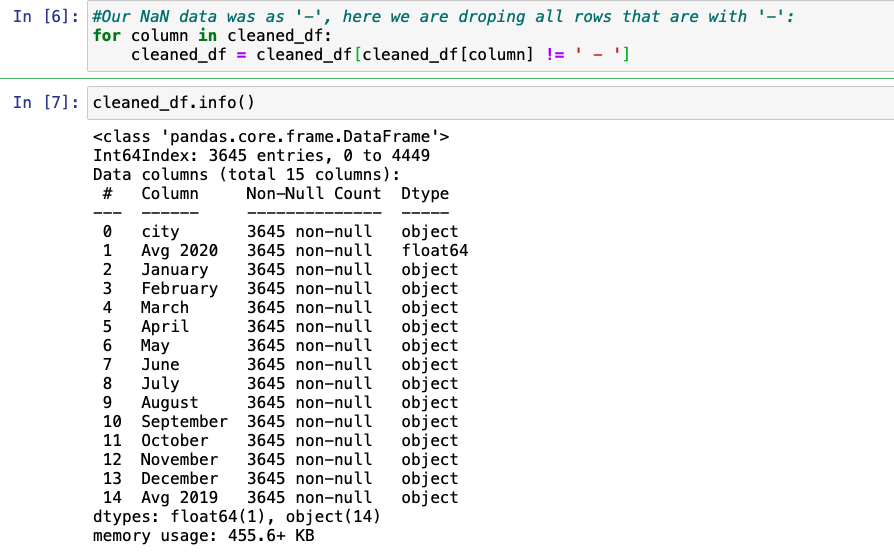 In [6]: #Our NaN data was as '-', here we are droping all rows that are with '-':
for column in cleaned_df:
    cleaned_df = cleaned_df[cleaned_df[column] != ' - ']
In [7]: cleaned_df.info()
<class 'pandas.core.frame.DataFrame'>
Int64Index: 3645 entries, 0 to 4449
Data columns (total 15 columns):
 #   Column     Non-Null Count  Dtype
---  ------     --------------  -----
 0   city       3645 non-null   object
 1   Avg 2020   3645 non-null   float64
 2   January    3645 non-null   object
 3   February   3645 non-null   object
 4   March      3645 non-null   object
 5   April      3645 non-null   object
 6   May        3645 non-null   object
 7   June       3645 non-null   object
 8   July       3645 non-null   object
 9   August     3645 non-null   object
 10  September  3645 non-null   object
 11  October    3645 non-null   object
 12  November   3645 non-null   object
 13  December   3645 non-null   object
 14  Avg 2019   3645 non-null   object
dtypes: float64(1), object(14)
memory usage: 455.6+ KB